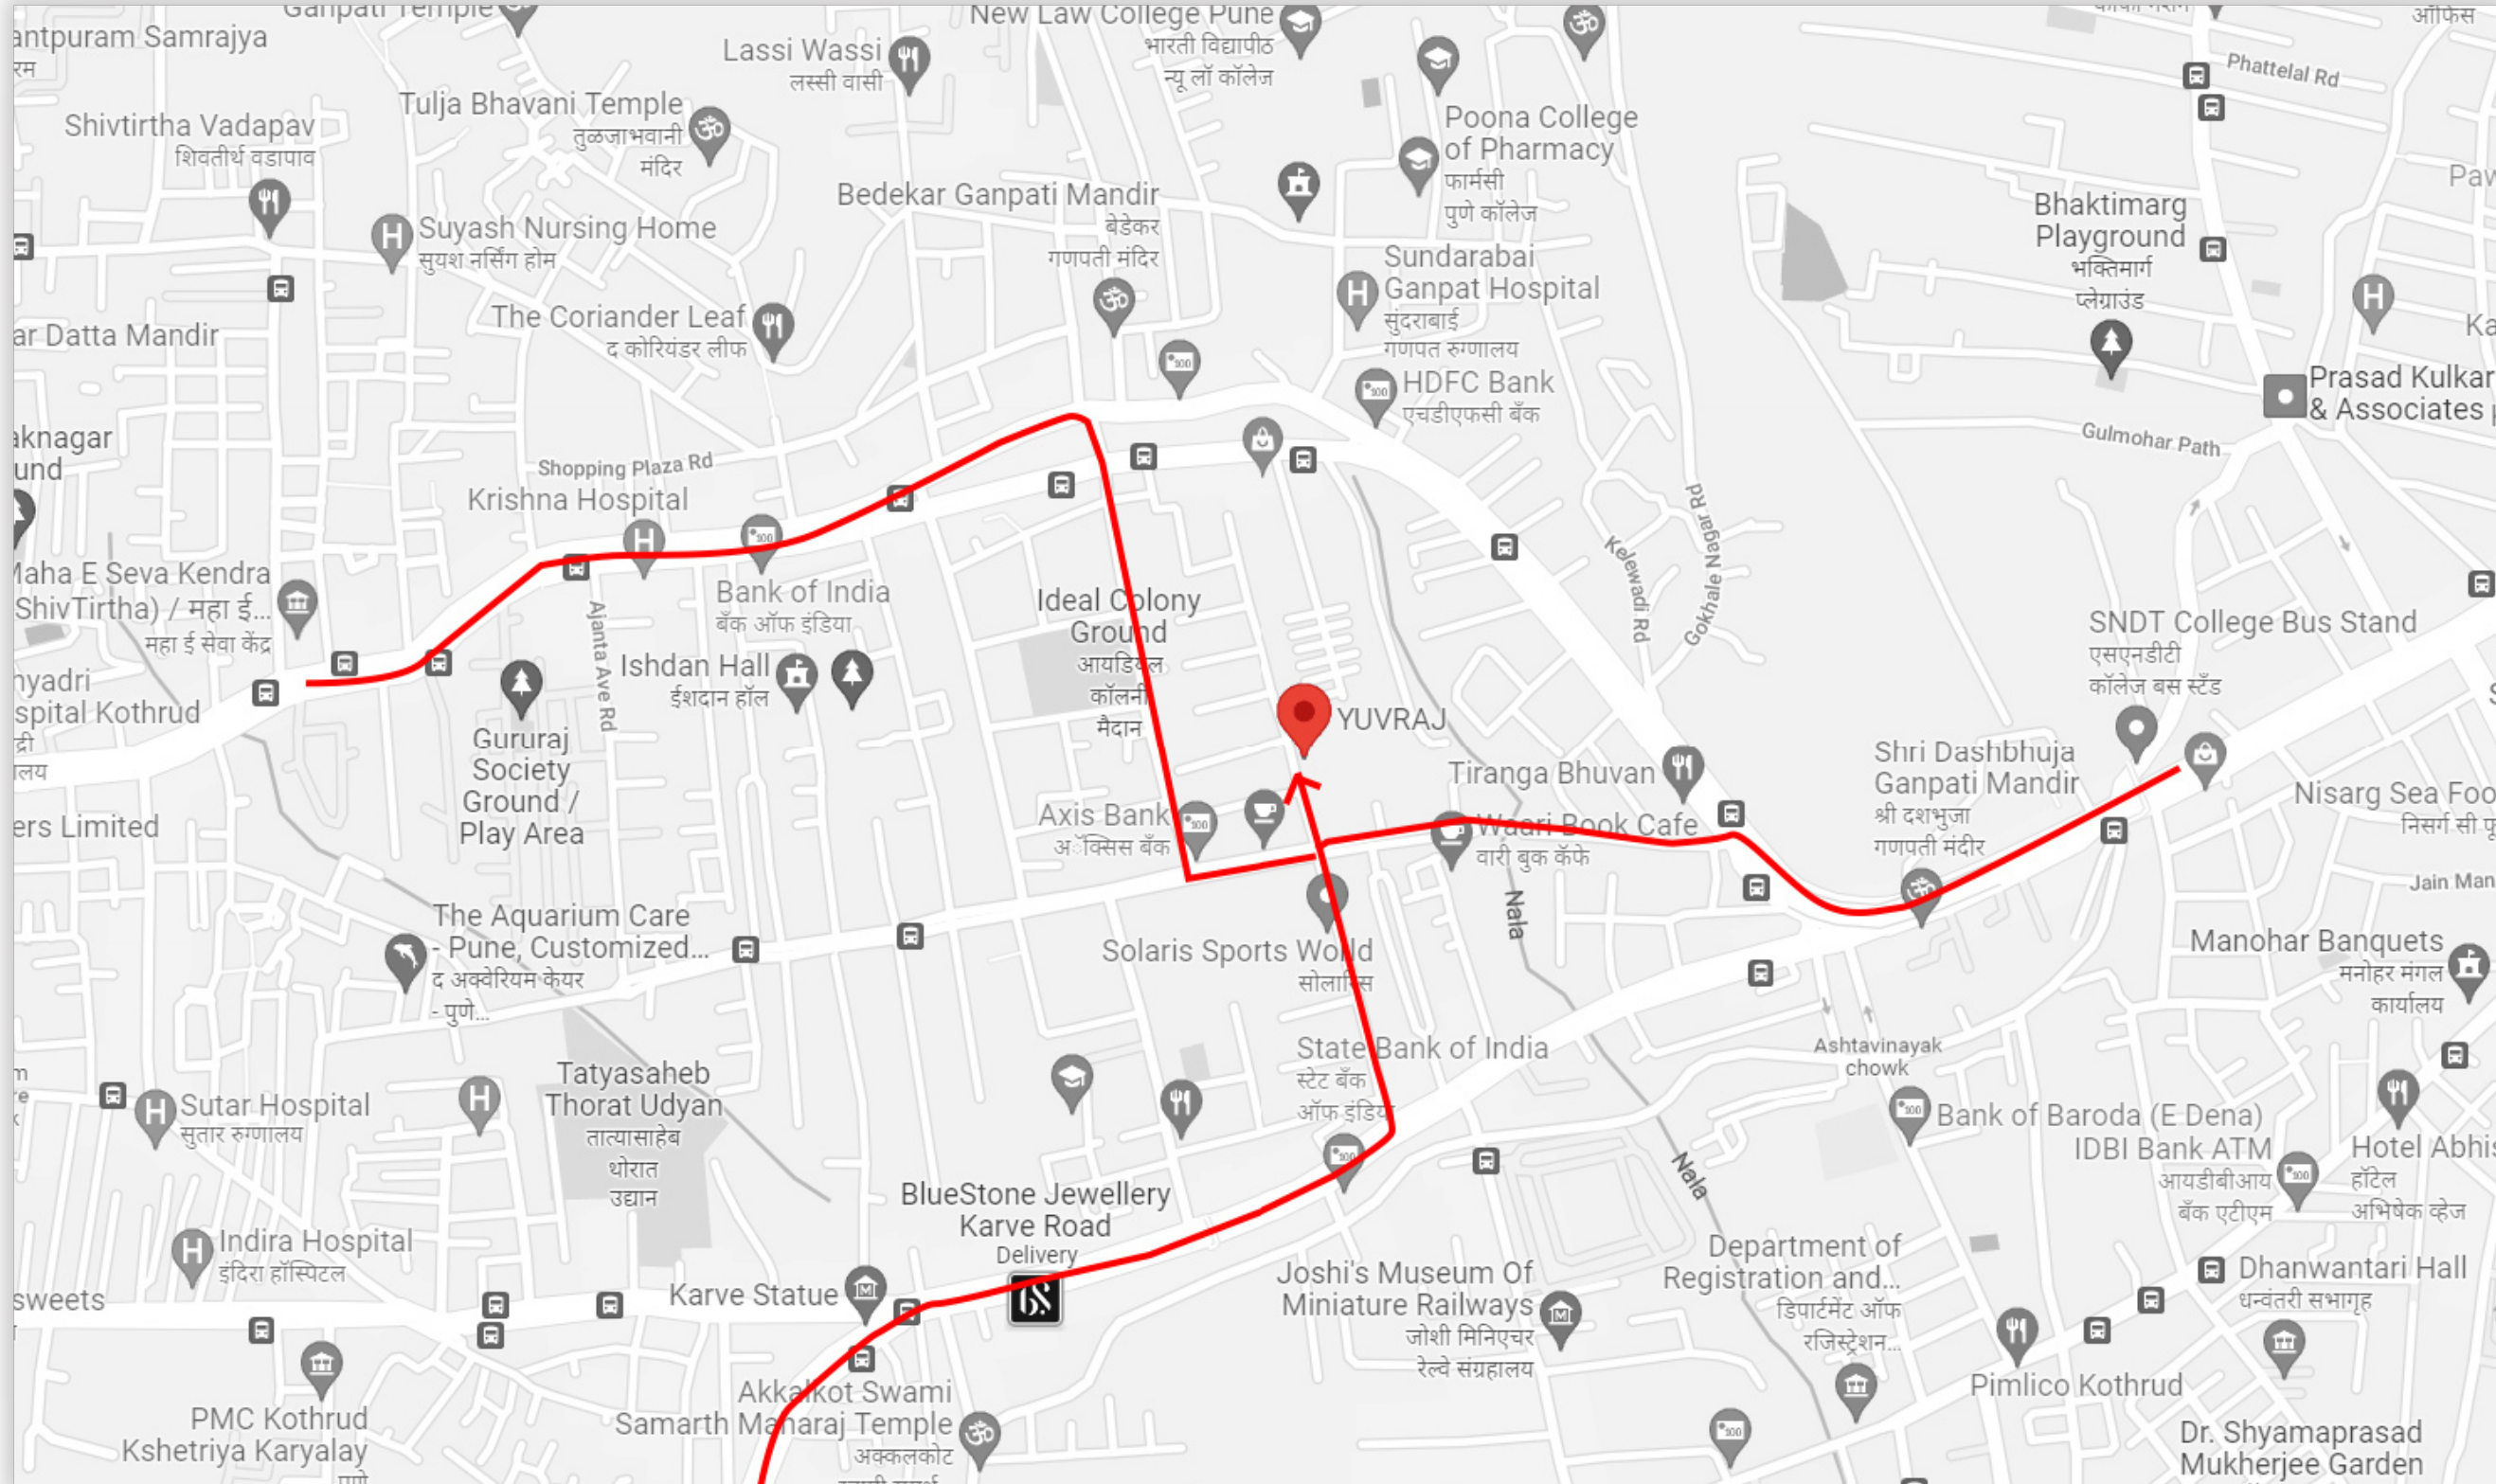 Ganpati Temple
antpuram Samrajya
रम
Lassi Wassi
लस्सी वासी
New Law College Pune
भारती विद्यापीठ
न्यू लॉ कॉलेज
ऑफिस
Phattelal Rd
Tulja Bhavani Temple
तुळजाभवानी
मंदिर
Shivtirtha Vadapav
शिवतीर्थ वडापाव
Poona College
of Pharmacy
फार्मसी
पुणे कॉलेज
Bedekar Ganpati Mandir
बेडेकर
गणपती मंदिर
Suyash Nursing Home
सुयश नर्सिंग होम
Sundarabai
Ganpat Hospital
सुंदराबाई
गणपत रुग्णालय
Bhaktimarg
Playground
भक्तिमार्ग
प्लेग्राउंड
Paw
The Coriander Leaf
द कोरियंडर लीफ
ar Datta Mandir
Ka
HDFC Bank
एचडीएफसी बँक
Prasad Kulkar
& Associates
Gulmohar Path
aknagar
und
Shopping Plaza Rd
Krishna Hospital
Bank of India
बँक ऑफ इंडिया
Kelewadi Rd
Gokhale Nagar Rd
Maha E Seva Kendra
ShivTirtha) / महा ई...
महा ई सेवा केंद्र
Ajanta Ave Rd
Ideal Colony
Ground
आयडियल
कॉलनी
मैदान
Ishdan Hall
ईशदान हॉल
SNDT College Bus Stand
एसएनडीटी
कॉलेज बस स्टँड
nyadri
spital Kothrud
द्री
लय
Gururaj
Society
Ground /
Play Area
YUVRAJ
Tiranga Bhuvan
Shri Dashbhuja
Ganpati Mandir
श्री दशभुजा
गणपती मंदीर
Nisarg Sea Foo
निसर्ग सी फू
ers Limited
Axis Bank
अ‍ॅक्सिस बँक
Waari Book Cafe
वारी बुक कॅफे
Jain Man
Nala
The Aquarium Care
- Pune, Customized...
द अक्वेरियम केयर
- पुणे...
Solaris Sports World
सोलारिस
Manohar Banquets
मनोहर मंगल
कार्यालय
State Bank of India
स्टेट बँक
ऑफ इंडिया
Ashtavinayak
chowk
Tatyasaheb
Thorat Udyan
तात्यासाहेब
थोरात
उद्यान
Sutar Hospital
सुतार रुग्णालय
Bank of Baroda (E Dena)
IDBI Bank ATM
आयडीबीआय
बँक एटीएम
Hotel Abhis
हॉटेल
अभिषेक व्हेज
Nala
BlueStone Jewellery
Karve Road
Delivery
Indira Hospital
इंदिरा हॉस्पिटल
Department of
Registration and...
डिपार्टमेंट ऑफ
रजिस्ट्रेशन...
Joshi's Museum Of
Miniature Railways
जोशी मिनिएचर
रेल्वे संग्रहालय
Dhanwantari Hall
धन्वंतरी सभागृह
sweets
Karve Statue
Akkalkot Swami
Samarth Maharaj Temple
अक्कलकोट
PMC Kothrud
Kshetriya Karyalay
पुणे
Pimlico Kothrud
Dr. Shyamaprasad
Mukherjee Garden